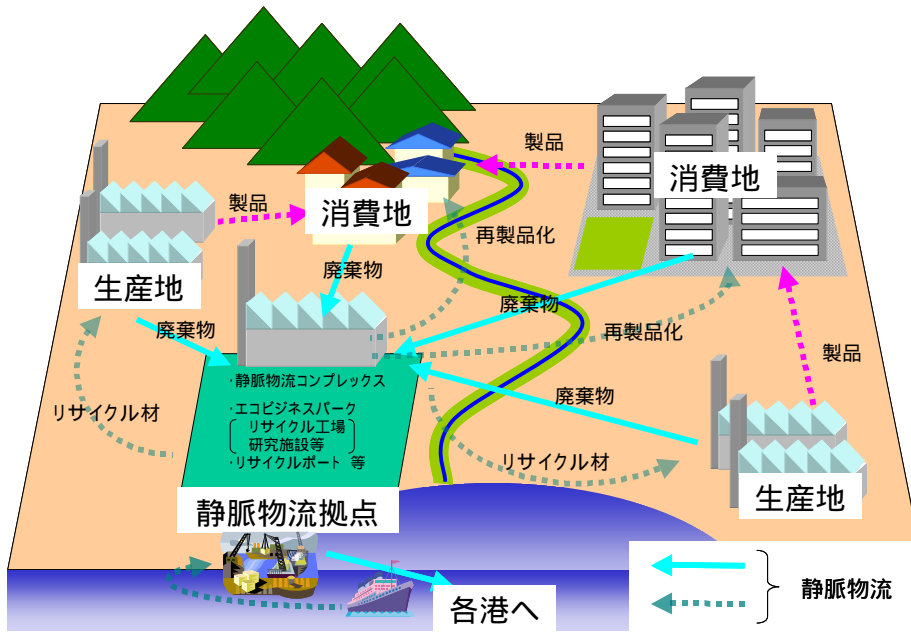 製品
消費地
製品
消費地
再製品化
廃棄物
生産地
廃棄物
廃棄物
再製品化
製品
・静脈物流コンプレックス
・エコビジネスパーク
リサイクル工場
研究施設等
・リサイクルポート 等
廃棄物
リサイクル材
リサイクル材
生産地
静脈物流拠点
静脈物流
各港へ